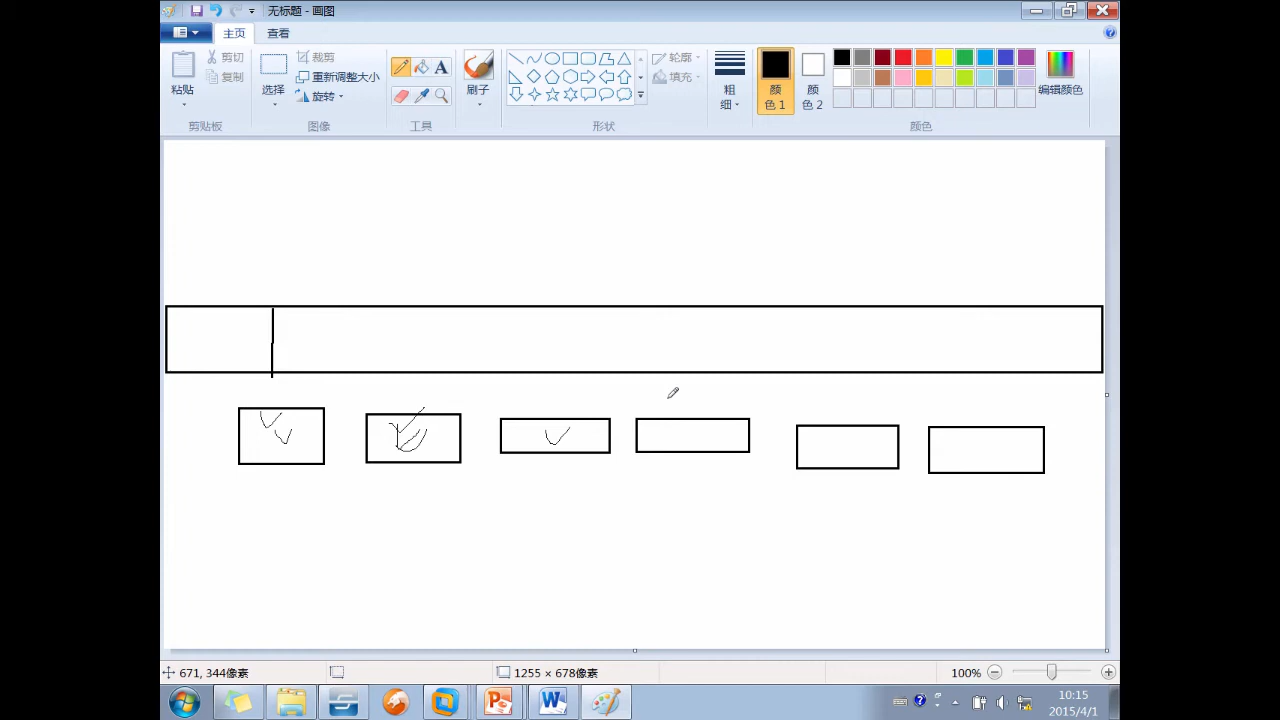 无标题 - 画图
主页 查看
粘贴
剪切
复制
剪贴板
选择
裁剪
重新调整大小
旋转
图像
A
工具
刷子
轮廓
填充
形状
粗细
颜色 1
颜色 2
编辑颜色
颜色
671, 344像素
1255 × 678像素
100%
10:15
2015/4/1